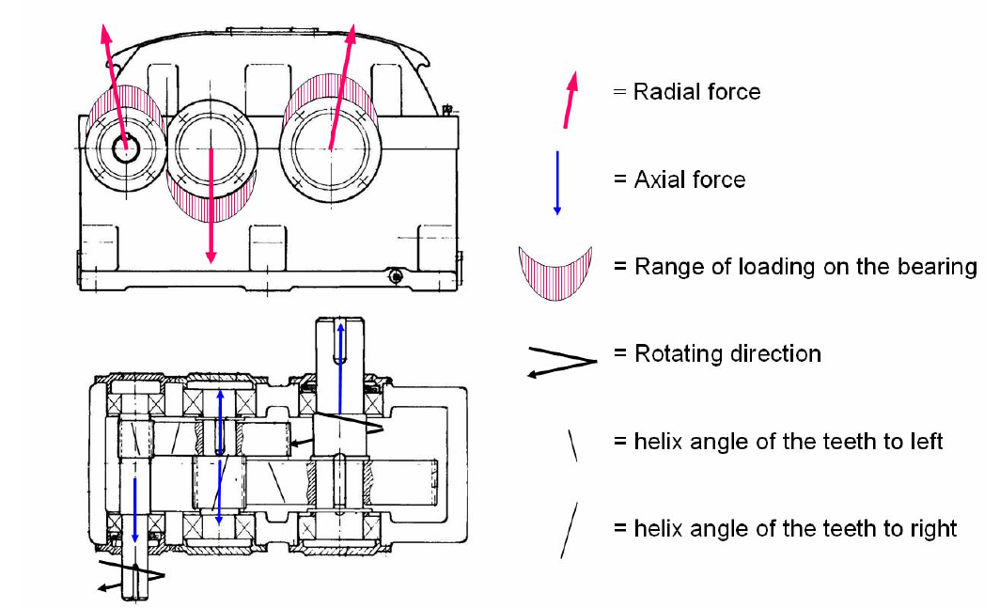 = Radial force
= Axial force
= Range of loading on the bearing
= Rotating direction
= helix angle of the teeth to left
= helix angle of the teeth to right